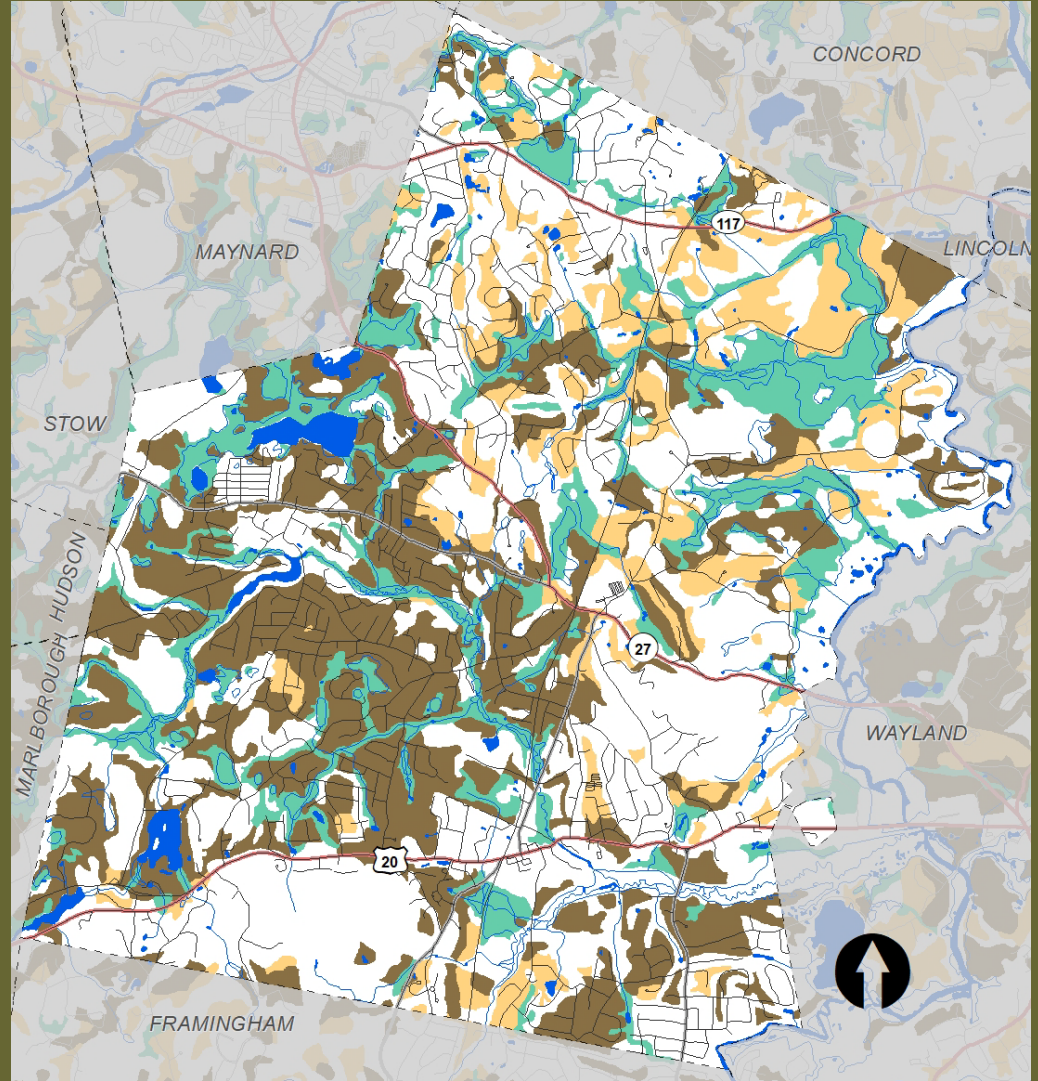 CONCORD
117
LINCOLN
MAYNARD
STOW
HUDSON
MARLBOROUGH
27
WAYLAND
20
FRAMINGHAM